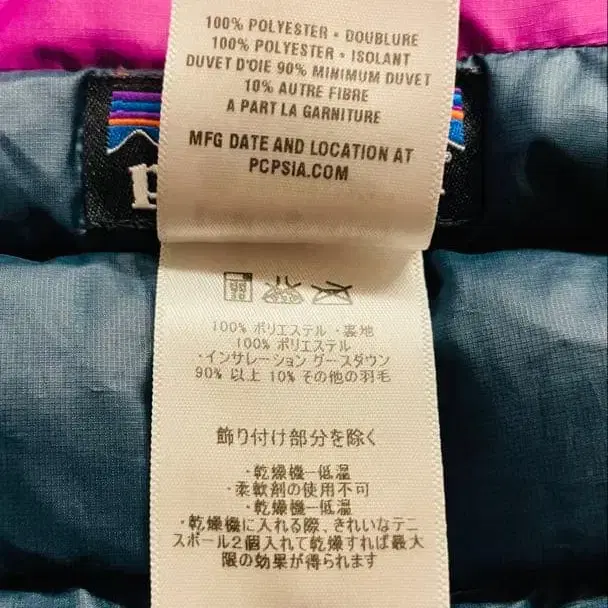 100% POLYESTER • DOUBLURE
100% POLYESTER • ISOLANT
DUVET D'OIE 90% MINIMUM DUVET
10% AUTRE FIBRE
A PART LA GARNITURE
MFG DATE AND LOCATION AT
PCPSIA.COM
p
100% ポリエステル ・裏地
100% ポリエステル
・インサレーション グースダウン
90% 以上 10% その他の羽毛
飾り付け部分を除く
・乾燥機ー低温
・柔軟剤の使用不可
・乾燥機ー低温
・乾燥機に入れる際、きれいなテニ
スボール2個入れて乾燥すれば最大
限の効果が得られます